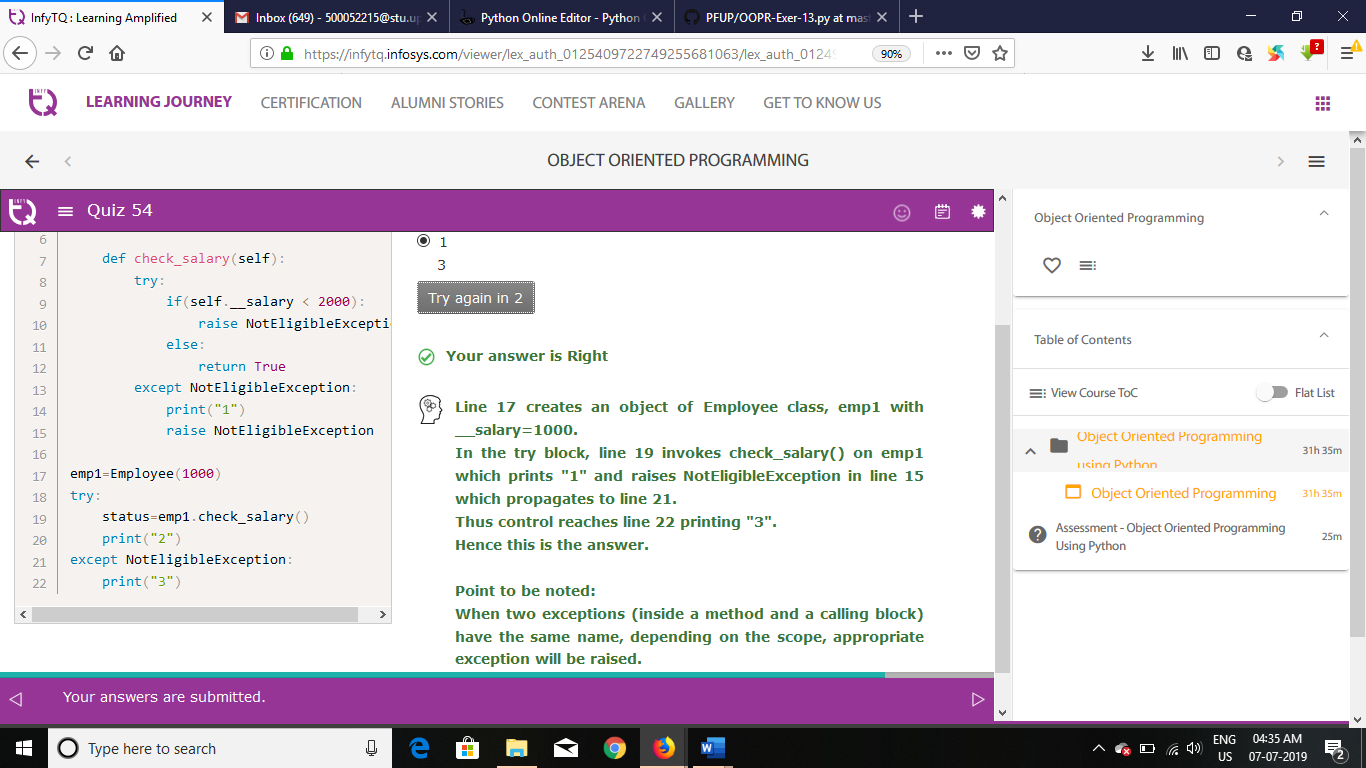 InfyTQ : Learning Amplified
Inbox (649) - 500052215@stu.up
Python Online Editor - Python
PFUP/OOPR-Exer-13.py at mas
https://infytq.infosys.com/viewer/lex_auth_0125409722749255681063/lex_auth_0124
90%
LEARNING JOURNEY CERTIFICATION ALUMNI STORIES CONTEST ARENA GALLERY GET TO KNOW US
OBJECT ORIENTED PROGRAMMING
INFY TQ Quiz 54
6
7 def check_salary(self):
8 try:
9 if(self.__salary < 2000):
10 raise NotEligibleExcepti
11 else:
12 return True
13 except NotEligibleException:
14 print("1")
15 raise NotEligibleException
16
17 emp1=Employee(1000)
18 try:
19 status=emp1.check_salary()
20 print("2")
21 except NotEligibleException:
22 print("3")
1
3
Try again in 2
Your answer is Right
Line 17 creates an object of Employee class, emp1 with
__salary=1000.
In the try block, line 19 invokes check_salary() on emp1
which prints "1" and raises NotEligibleException in line 15
which propagates to line 21.
Thus control reaches line 22 printing "3".
Hence this is the answer.
Point to be noted:
When two exceptions (inside a method and a calling block)
have the same name, depending on the scope, appropriate
exception will be raised.
Your answers are submitted.
Object Oriented Programming
Table of Contents
View Course ToC Flat List
Object Oriented Programming
using Python
31h 35m
Object Oriented Programming 31h 35m
Assessment - Object Oriented Programming
Using Python
25m
Type here to search
ENG
US
04:35 AM
07-07-2019
2